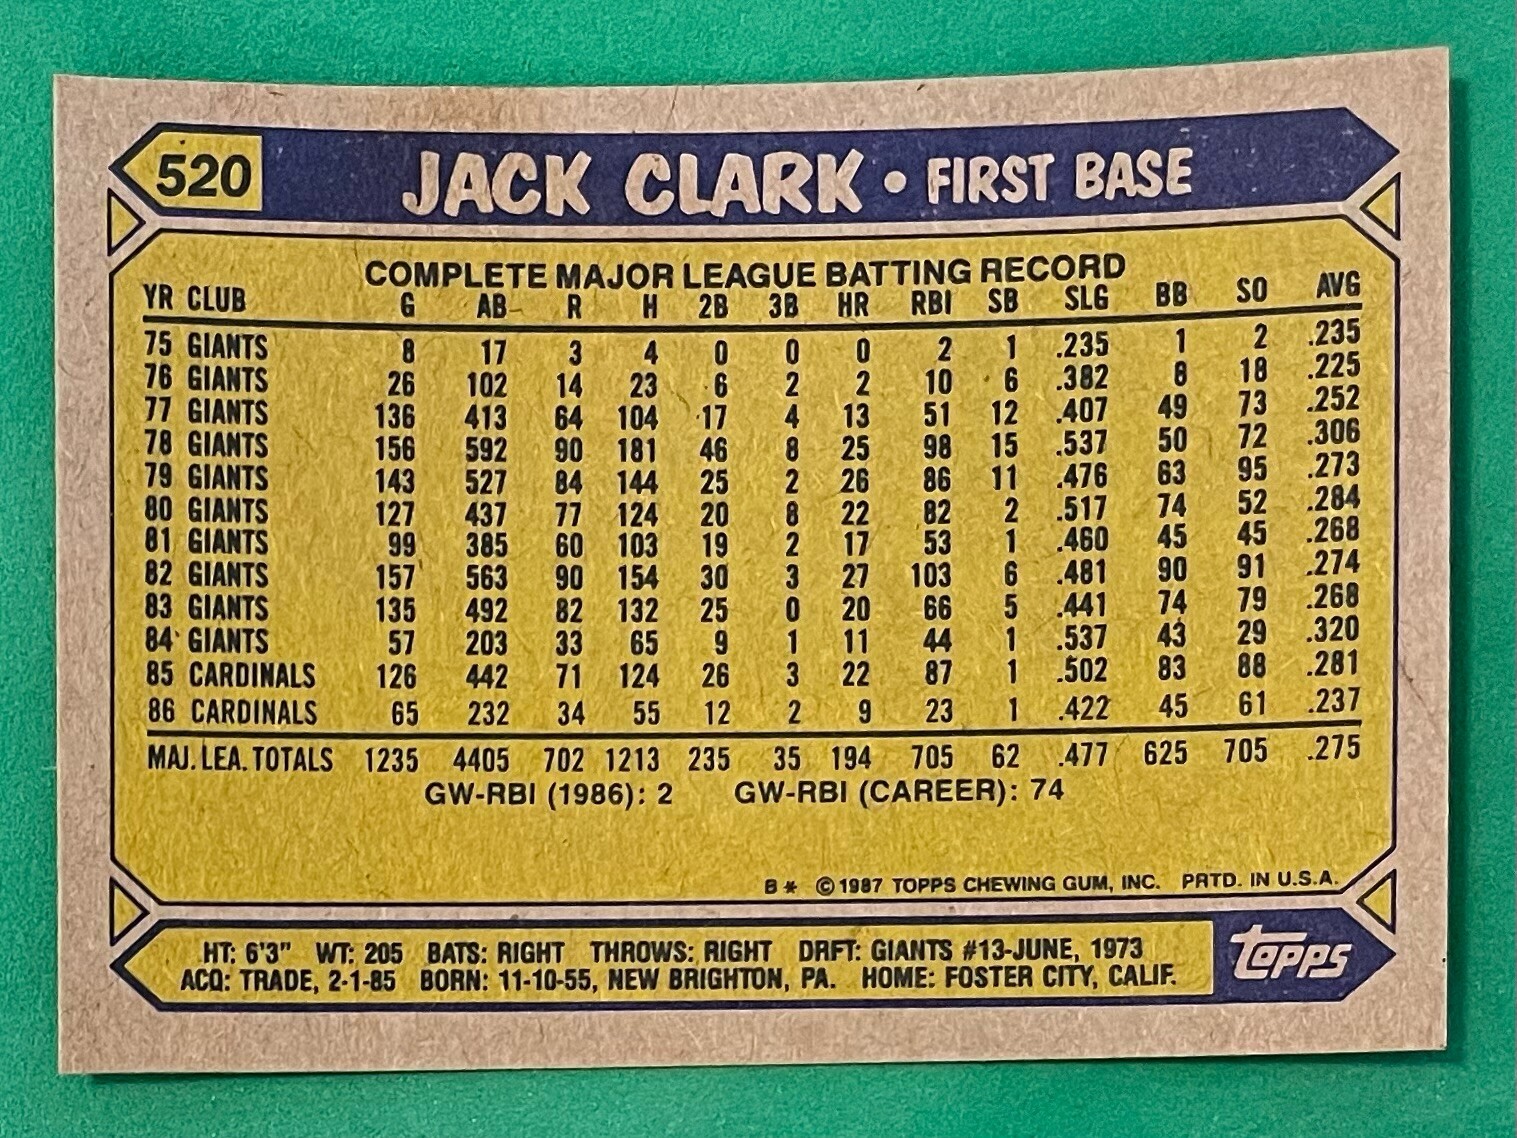 520 JACK CLARK • FIRST BASE
COMPLETE MAJOR LEAGUE BATTING RECORD
YR CLUB G AB R H 2B 3B HR RBI SB SLG BB SO AVG
75 GIANTS 8 17 3 4 0 0 0 2 1 .235 1 2 .235
76 GIANTS 26 102 14 23 6 2 2 10 6 .382 8 18 .225
77 GIANTS 136 413 64 104 17 4 13 51 12 .407 49 73 .252
78 GIANTS 156 592 90 181 46 8 25 98 15 .537 50 72 .306
79 GIANTS 143 527 84 144 25 2 26 86 11 .476 63 95 .273
80 GIANTS 127 437 77 124 20 8 22 82 2 .517 74 52 .284
81 GIANTS 99 385 60 103 19 2 17 53 1 .460 45 45 .268
82 GIANTS 157 563 90 154 30 3 27 103 6 .481 90 91 .274
83 GIANTS 135 492 82 132 25 0 20 66 5 .441 74 79 .268
84 GIANTS 57 203 33 65 9 1 11 44 1 .537 43 29 .320
85 CARDINALS 126 442 71 124 26 3 22 87 1 .502 83 88 .281
86 CARDINALS 65 232 34 55 12 2 9 23 1 .422 45 61 .237
MAJ. LEA. TOTALS 1235 4405 702 1213 235 35 194 705 62 .477 625 705 .275
GW-RBI (1986): 2 GW-RBI (CAREER): 74
B* © 1987 TOPPS CHEWING GUM, INC. PRTD. IN U.S.A.
HT: 6'3" WT: 205 BATS: RIGHT THROWS: RIGHT DRFT: GIANTS #13-JUNE, 1973
ACQ: TRADE, 2-1-85 BORN: 11-10-55, NEW BRIGHTON, PA. HOME: FOSTER CITY, CALIF.
topps